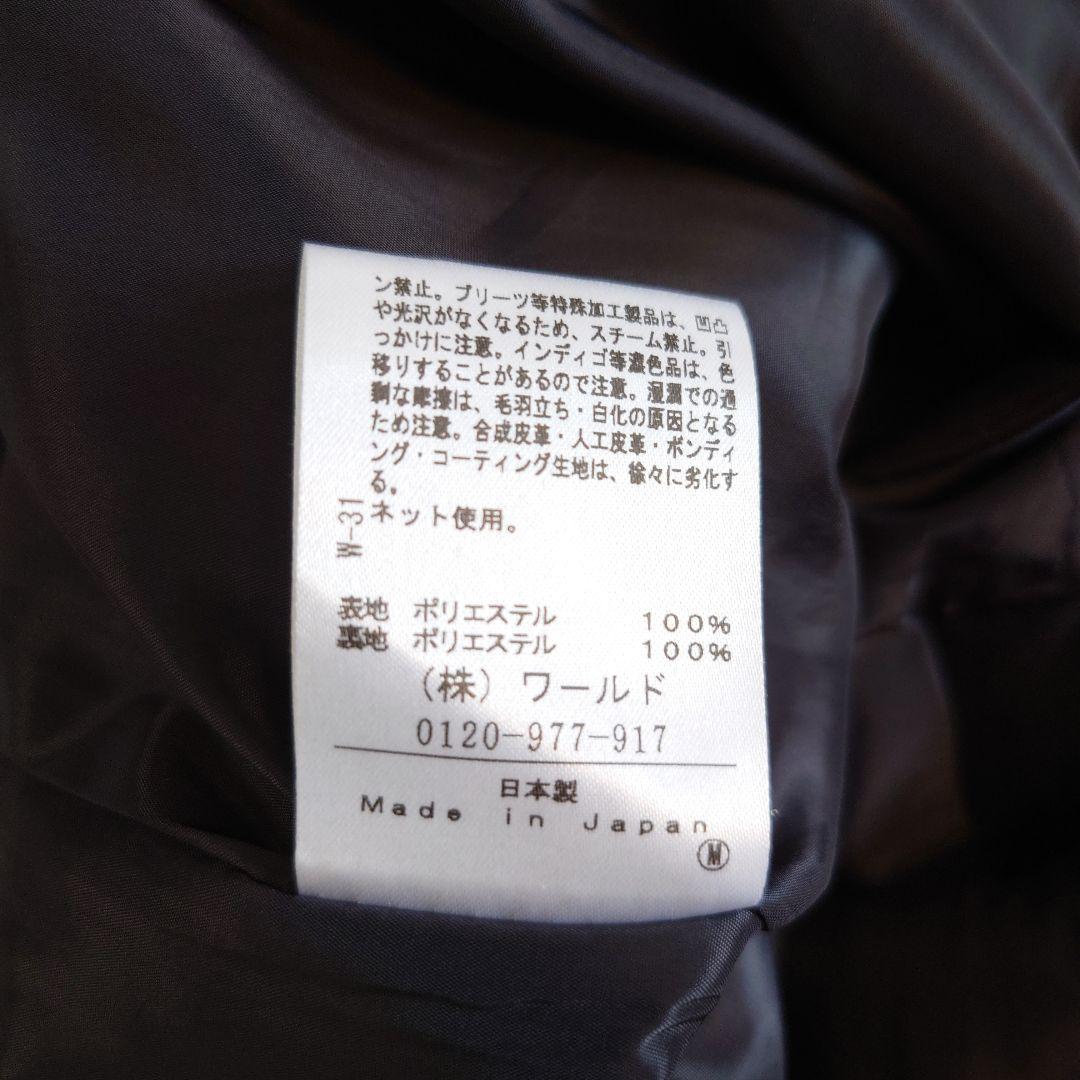 ン禁止。プリーツ等特殊加工製品は、凹凸
や光沢がなくなるため、スチーム禁止。引
っかけに注意。インディゴ等濃色品は、色
移りすることがあるので注意。湿潤での過
剰な摩擦は、毛羽立ち・白化の原因となる
ため注意。合成皮革・人工皮革・ボンディ
ング・コーティング生地は、徐々に劣化す
る。
ネット使用。
W-31
表地 ポリエステル 100%
裏地 ポリエステル 100%
(株) ワールド
0120-977-917
日本製
Made in Japan
M